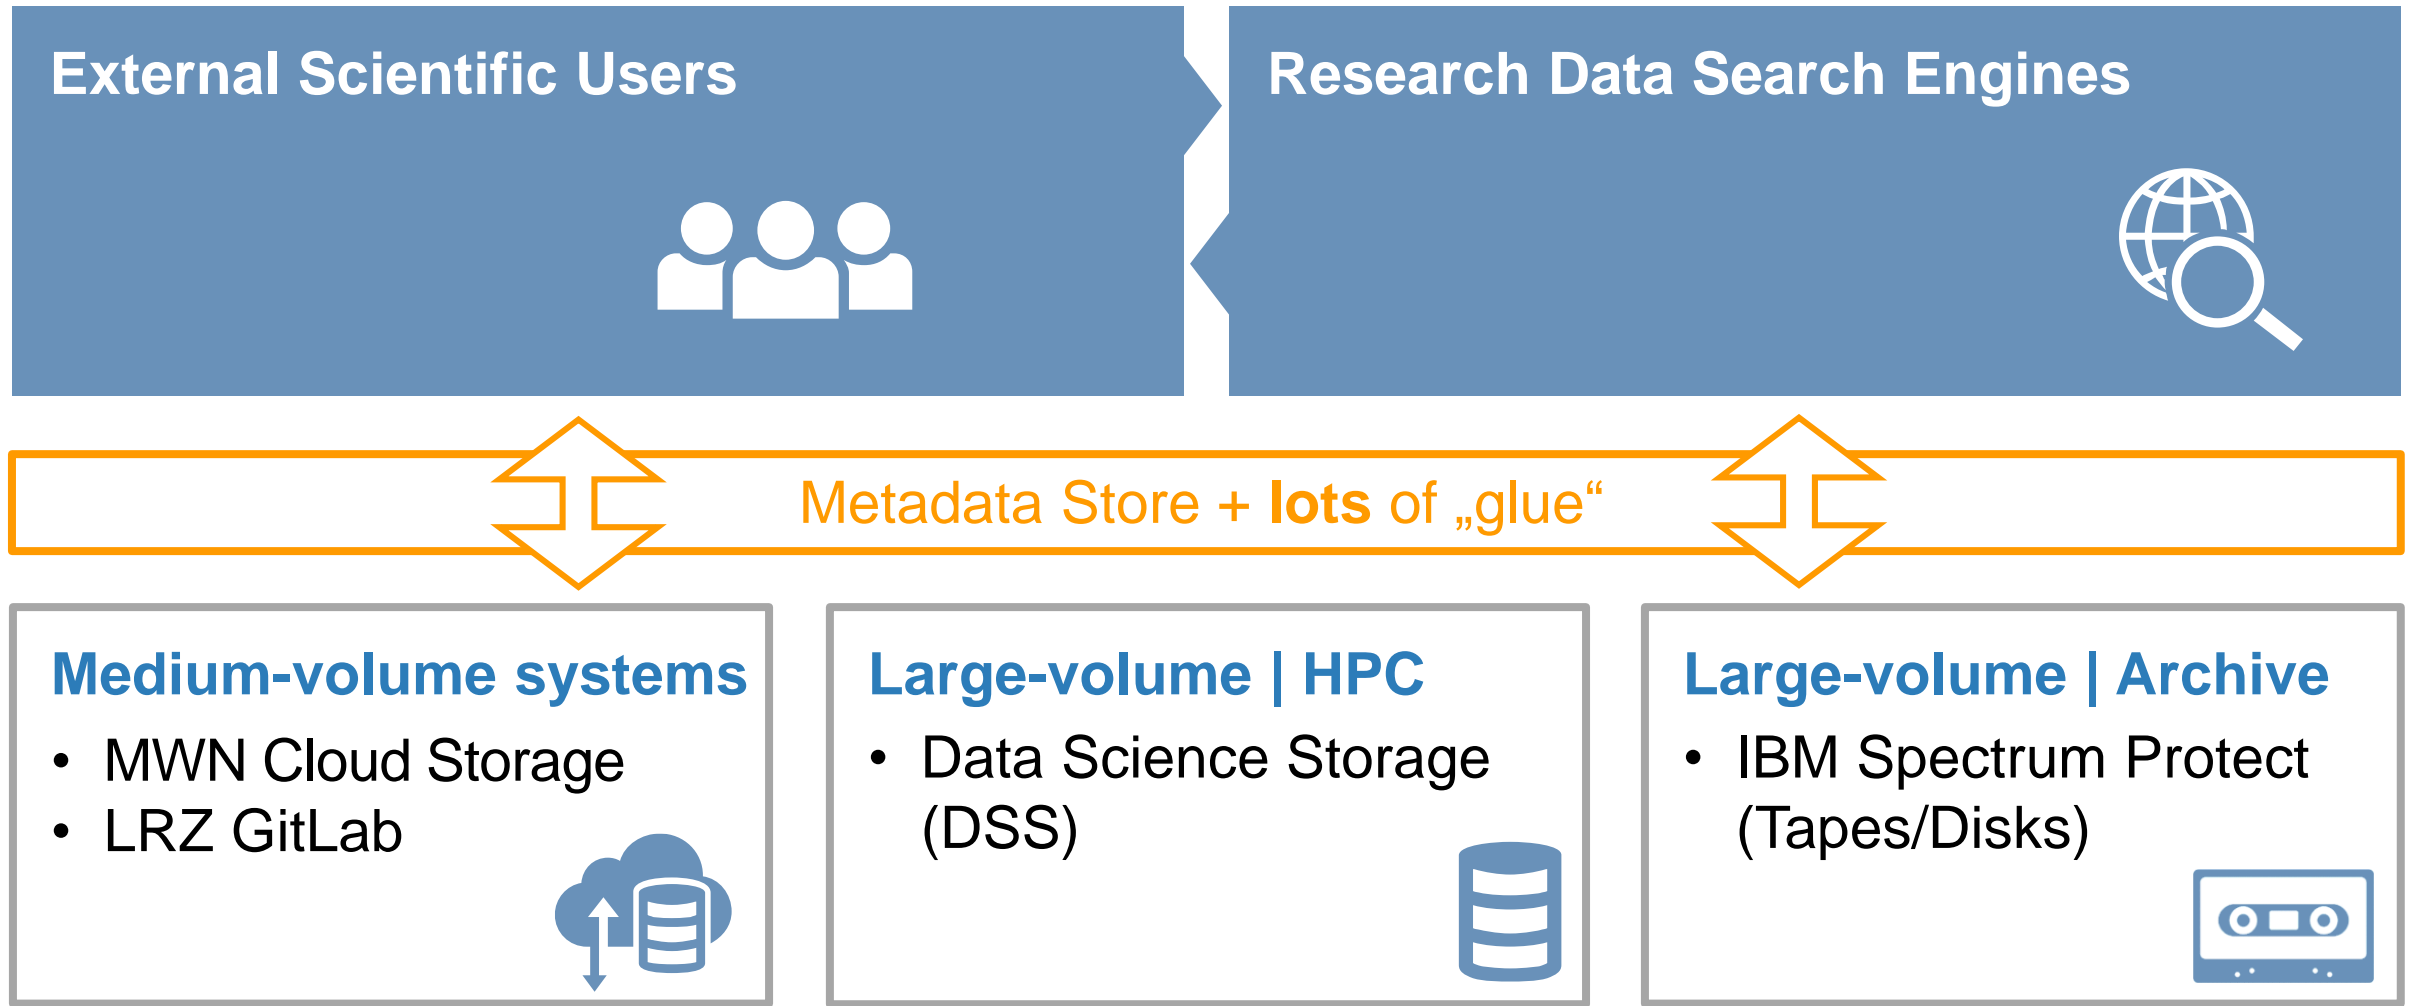 External Scientific Users
Research Data Search Engines
Metadata Store + lots of „glue“
Medium-volume systems
• MWN Cloud Storage
• LRZ GitLab
Large-volume | HPC
• Data Science Storage
(DSS)
Large-volume | Archive
• IBM Spectrum Protect
(Tapes/Disks)